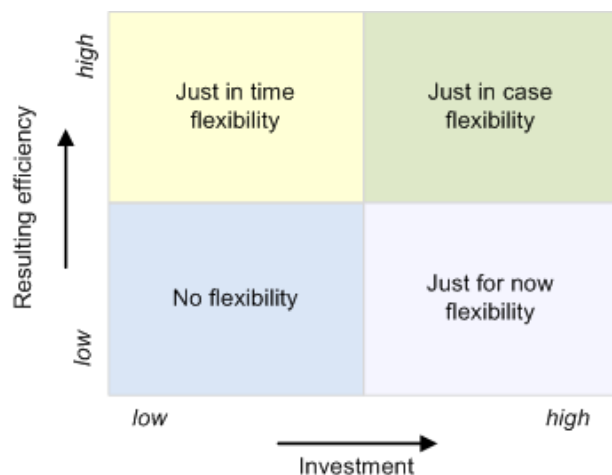 high
Just in time
flexibility
Just in case
flexibility
Resulting efficiency
No flexibility
Just for now
flexibility
low
low
high
Investment